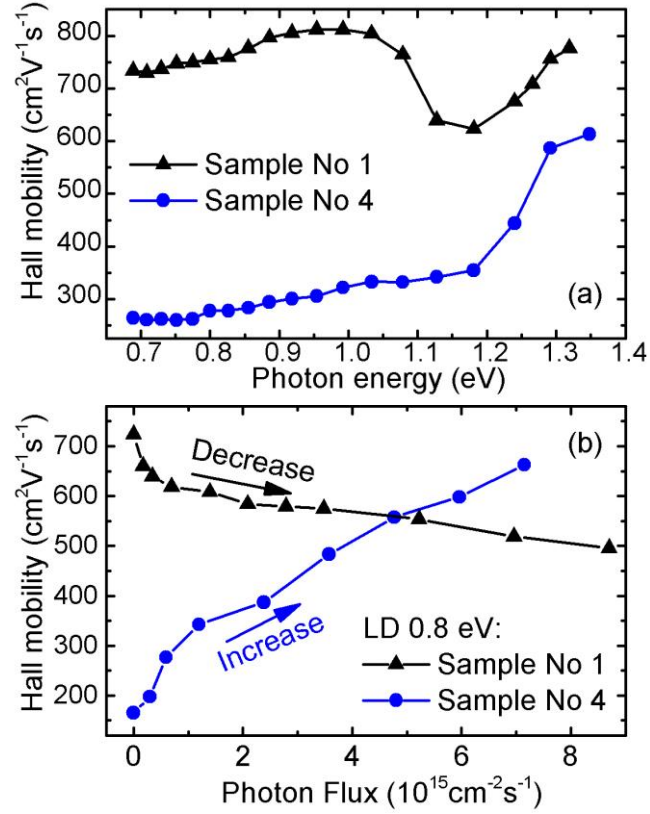 (a)
800
700
600
400
300
Hall mobility (cm²V⁻¹s⁻¹)
Sample No 1
Sample No 4
0.7 0.8 0.9 1.0 1.1 1.2 1.3 1.4
Photon energy (eV)
(b)
700
600
500
400
300
200
Hall mobility (cm²V⁻¹s⁻¹)
Decrease
Increase
LD 0.8 eV:
Sample No 1
Sample No 4
0 2 4 6 8
Photon Flux (10¹⁵cm⁻²s⁻¹)